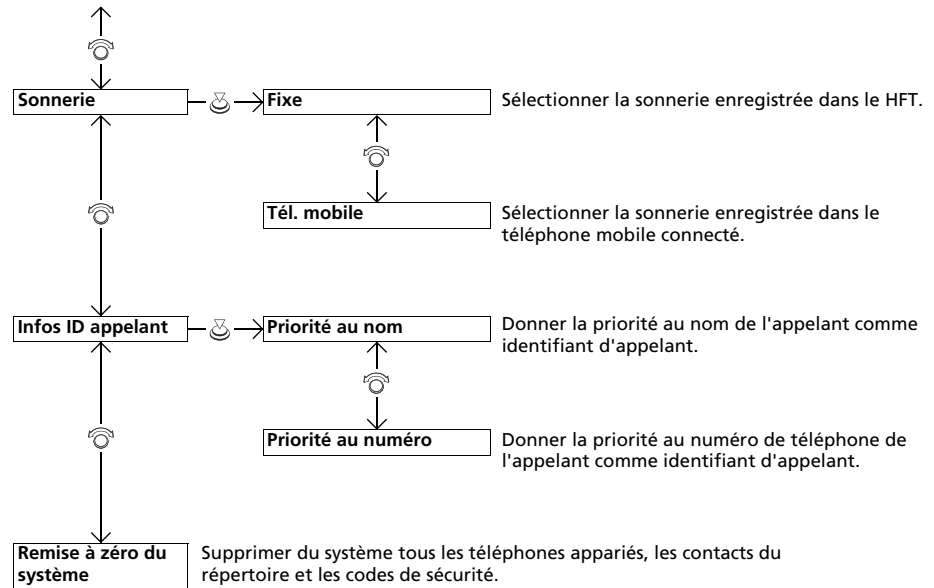 Sonnerie
Fixe
Sélectionner la sonnerie enregistrée dans le HFT.
Tél. mobile
Sélectionner la sonnerie enregistrée dans le
téléphone mobile connecté.
Infos ID appelant
Priorité au nom
Donner la priorité au nom de l'appelant comme
identifiant d'appelant.
Priorité au numéro
Donner la priorité au numéro de téléphone de
l'appelant comme identifiant d'appelant.
Remise à zéro du
système
Supprimer du système tous les téléphones appariés, les contacts du
répertoire et les codes de sécurité.